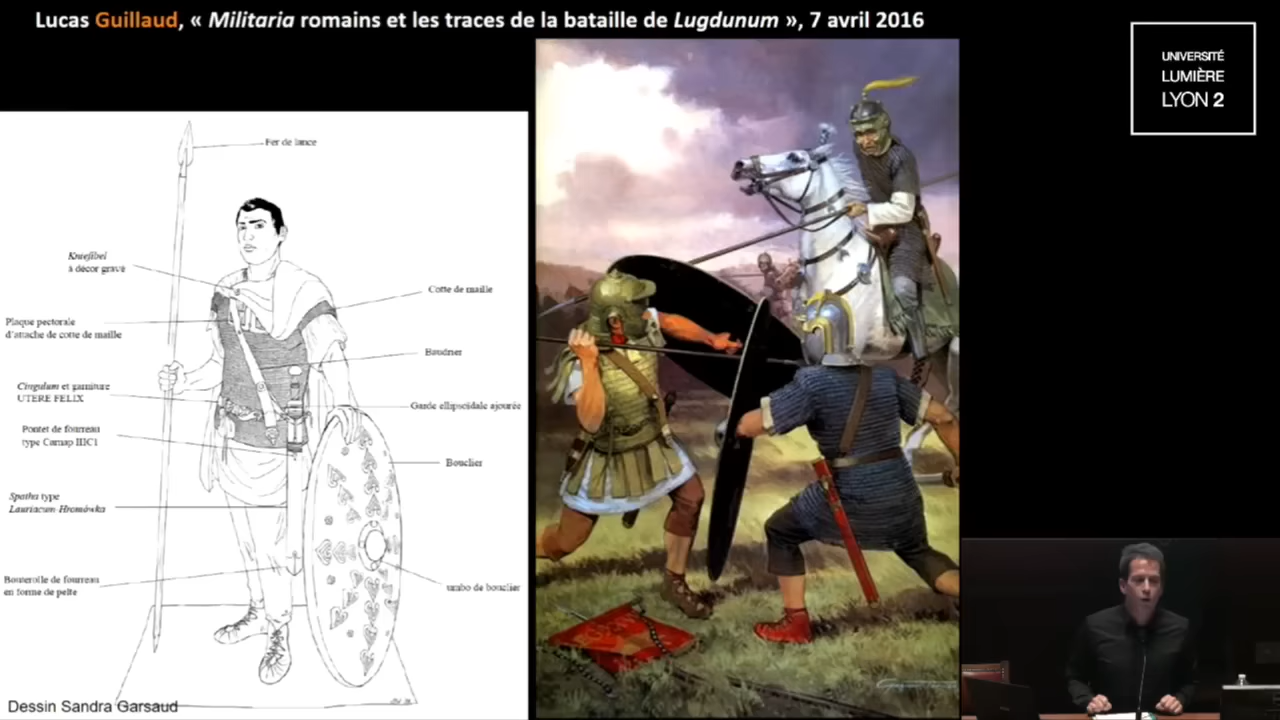 Lucas Guillaud, « Militaria romains et les traces de la bataille de Lugdunum », 7 avril 2016
UNIVERSITÉ
LUMIÈRE
LYON 2
Fer de lance
Kniefibel
à décor gravé
Cotte de maille
Plaque pectorale
d'attache de cotte de maille
Baudrier
Cingulum et garniture
UTERE FELIX
Garde ellipsoïdale ajourée
Pontet de fourreau
type Carnap IIIC1
Bouclier
Spatha type
Lauriacum-Hromówka
Bouterolle de fourreau
en forme de pelte
umbo de bouclier
Dessin Sandra Garsaud